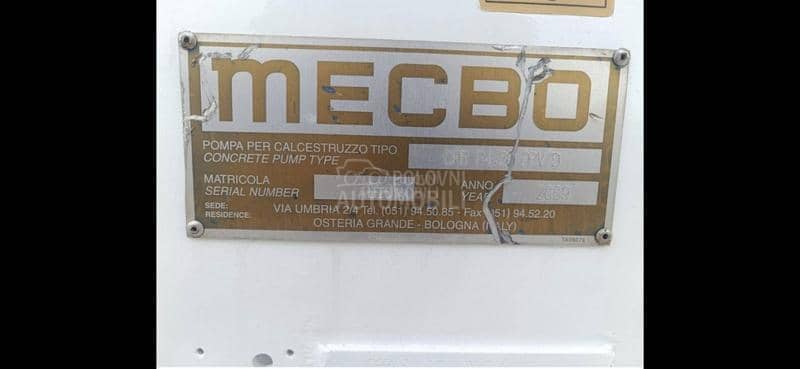 MECBO
POMPA PER CALCESTRUZZO TIPO
CONCRETE PUMP TYPE
MATRICOLA
SERIAL NUMBER
ANNO
YEAR
POLOVNI
AUTOMOBILI
SEDE:
RESIDENCE:
VIA UMBRIA 2/4 Tel. (051) 94.50.85 - Fax (051) 94.52.20
OSTERIA GRANDE - BOLOGNA (ITALY)